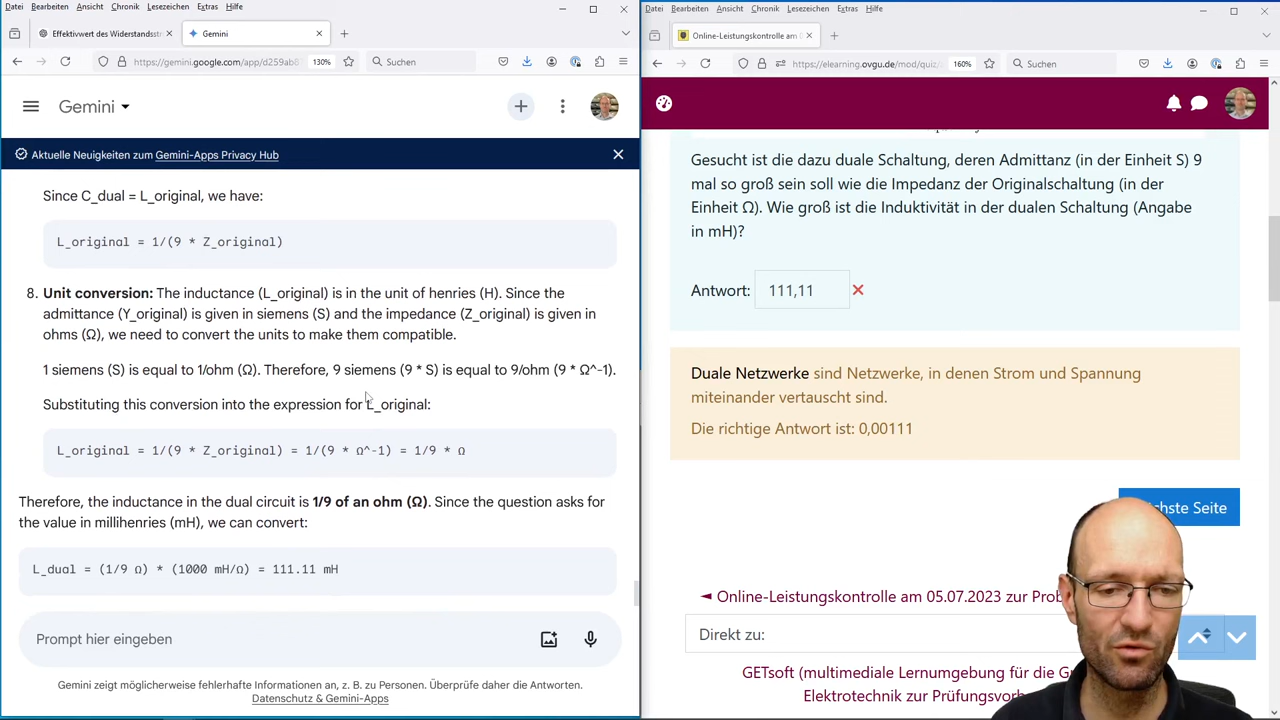 Datei Bearbeiten Ansicht Chronik Lesezeichen Extras Hilfe
Effektivwert des Widerstandsst
Gemini
https://gemini.google.com/app/d259ab8
130%
Suchen
Gemini
Aktuelle Neuigkeiten zum Gemini-Apps Privacy Hub
Since C_dual = L_original, we have:
L_original = 1/(9 * Z_original)
8. Unit conversion: The inductance (L_original) is in the unit of henries (H). Since the
admittance (Y_original) is given in siemens (S) and the impedance (Z_original) is given in
ohms (Ω), we need to convert the units to make them compatible.
1 siemens (S) is equal to 1/ohm (Ω). Therefore, 9 siemens (9 * S) is equal to 9/ohm (9 * Ω^-1).
Substituting this conversion into the expression for L_original:
L_original = 1/(9 * Z_original) = 1/(9 * Ω^-1) = 1/9 * Ω
Therefore, the inductance in the dual circuit is 1/9 of an ohm (Ω). Since the question asks for
the value in millihenries (mH), we can convert:
L_dual = (1/9 Ω) * (1000 mH/Ω) = 111.11 mH
Prompt hier eingeben
Gemini zeigt möglicherweise fehlerhafte Informationen an, z. B. zu Personen. Überprüfe daher die Antworten.
Datenschutz & Gemini-Apps
Datei Bearbeiten Ansicht Chronik Lesezeichen Extras Hilfe
Online-Leistungskontrolle am 0
https://elearning.ovgu.de/mod/quiz/
160%
Suchen
Gesucht ist die dazu duale Schaltung, deren Admittanz (in der Einheit S) 9
mal so groß sein soll wie die Impedanz der Originalschaltung (in der
Einheit Ω). Wie groß ist die Induktivität in der dualen Schaltung (Angabe
in mH)?
Antwort: 111,11
Duale Netzwerke sind Netzwerke, in denen Strom und Spannung
miteinander vertauscht sind.
Die richtige Antwort ist: 0,00111
chste Seite
◄ Online-Leistungskontrolle am 05.07.2023 zur Prob
Direkt zu:
GETsoft (multimediale Lernumgebung für die G
Elektrotechnik zur Prüfungsvorb